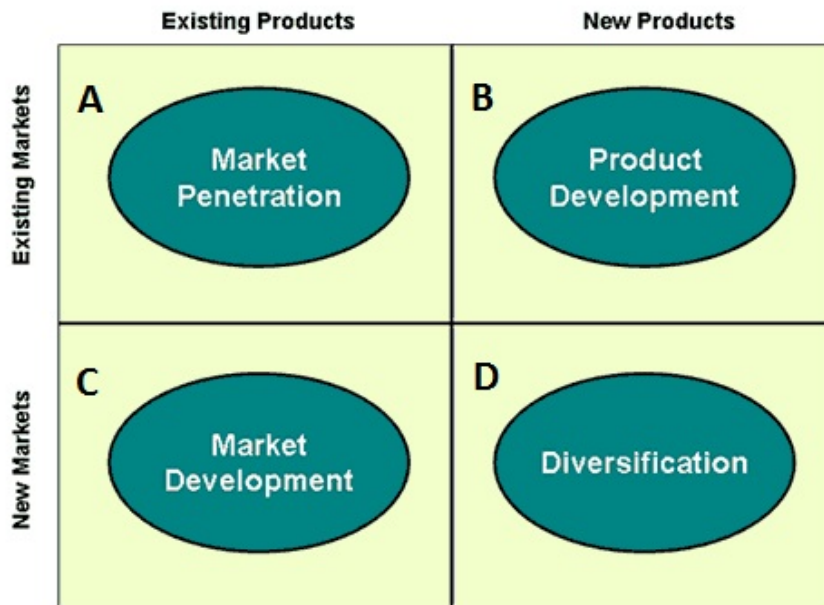 Existing Products
New Products
Existing Markets
A
Market
Penetration
B
Product
Development
New Markets
C
Market
Development
D
Diversification